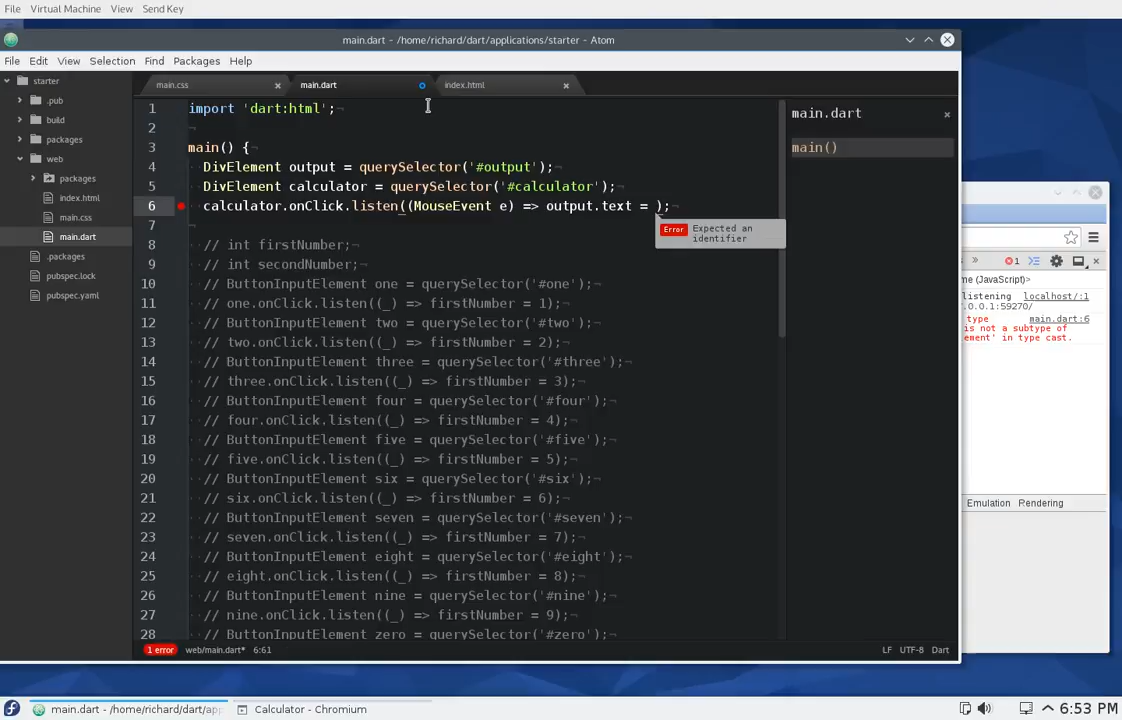 File Virtual Machine View Send Key
main.dart - /home/richard/dart/applications/starter - Atom
File Edit View Selection Find Packages Help
starter
.pub
build
packages
web
packages
index.html
main.css
main.dart
.packages
pubspec.lock
pubspec.yaml
main.css main.dart index.html
1 import 'dart:html';¬
2 ¬
3 main() {¬
4 DivElement output = querySelector('#output');¬
5 DivElement calculator = querySelector('#calculator');¬
6 calculator.onClick.listen((MouseEvent e) => output.text = );¬
Error Expected an
identifier
7 ¬
8 // int firstNumber;¬
9 // int secondNumber;¬
10 // ButtonInputElement one = querySelector('#one');¬
11 // one.onClick.listen((_) => firstNumber = 1);¬
12 // ButtonInputElement two = querySelector('#two');¬
13 // two.onClick.listen((_) => firstNumber = 2);¬
14 // ButtonInputElement three = querySelector('#three');¬
15 // three.onClick.listen((_) => firstNumber = 3);¬
16 // ButtonInputElement four = querySelector('#four');¬
17 // four.onClick.listen((_) => firstNumber = 4);¬
18 // ButtonInputElement five = querySelector('#five');¬
19 // five.onClick.listen((_) => firstNumber = 5);¬
20 // ButtonInputElement six = querySelector('#six');¬
21 // six.onClick.listen((_) => firstNumber = 6);¬
22 // ButtonInputElement seven = querySelector('#seven');¬
23 // seven.onClick.listen((_) => firstNumber = 7);¬
24 // ButtonInputElement eight = querySelector('#eight');¬
25 // eight.onClick.listen((_) => firstNumber = 8);¬
26 // ButtonInputElement nine = querySelector('#nine');¬
27 // nine.onClick.listen((_) => firstNumber = 9);¬
28 // ButtonInputElement zero = querySelector('#zero');¬
main.dart
main()
1 error web/main.dart* 6:61 LF UTF-8 Dart
» 1
me (JavaScript)>
listening localhost/:1
.0.0.1:59270/
type main.dart:6
is not a subtype of
ement' in type cast.
Emulation Rendering
main.dart - /home/richard/dart/app Calculator - Chromium 6:53 PM